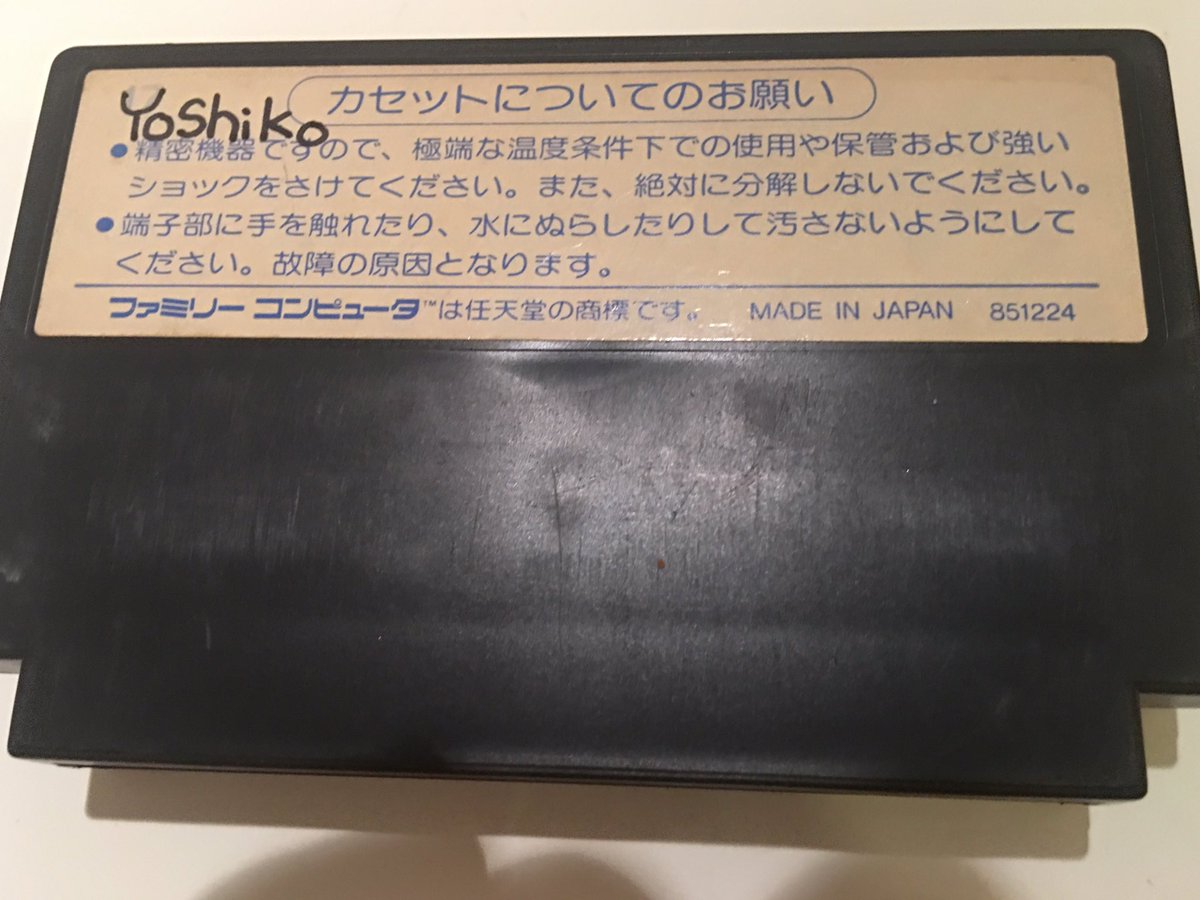 Yoshiko
カセットについてのお願い
●精密機器ですので、極端な温度条件下での使用や保管および強い
ショックをさけてください。また、絶対に分解しないでください。
●端子部に手を触れたり、水にぬらしたりして汚さないようにして
ください。故障の原因となります。
ファミリー コンピュータ™は任天堂の商標です。 MADE IN JAPAN 851224